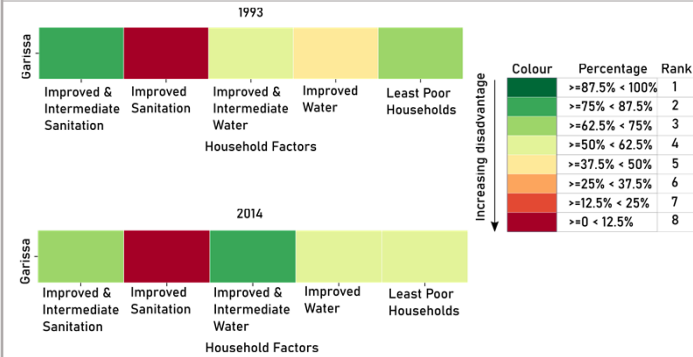 1993
Garissa
Improved &
Intermediate
Sanitation
Improved
Sanitation
Improved &
Intermediate
Water
Improved
Water
Least Poor
Households
Household Factors
2014
Garissa
Improved &
Intermediate
Sanitation
Improved
Sanitation
Improved &
Intermediate
Water
Improved
Water
Least Poor
Households
Household Factors
Increasing disadvantage
Colour Percentage Rank
>=87.5% < 100% 1
>=75% < 87.5% 2
>=62.5% < 75% 3
>=50% < 62.5% 4
>=37.5% < 50% 5
>=25% < 37.5% 6
>=12.5% < 25% 7
>=0 < 12.5% 8